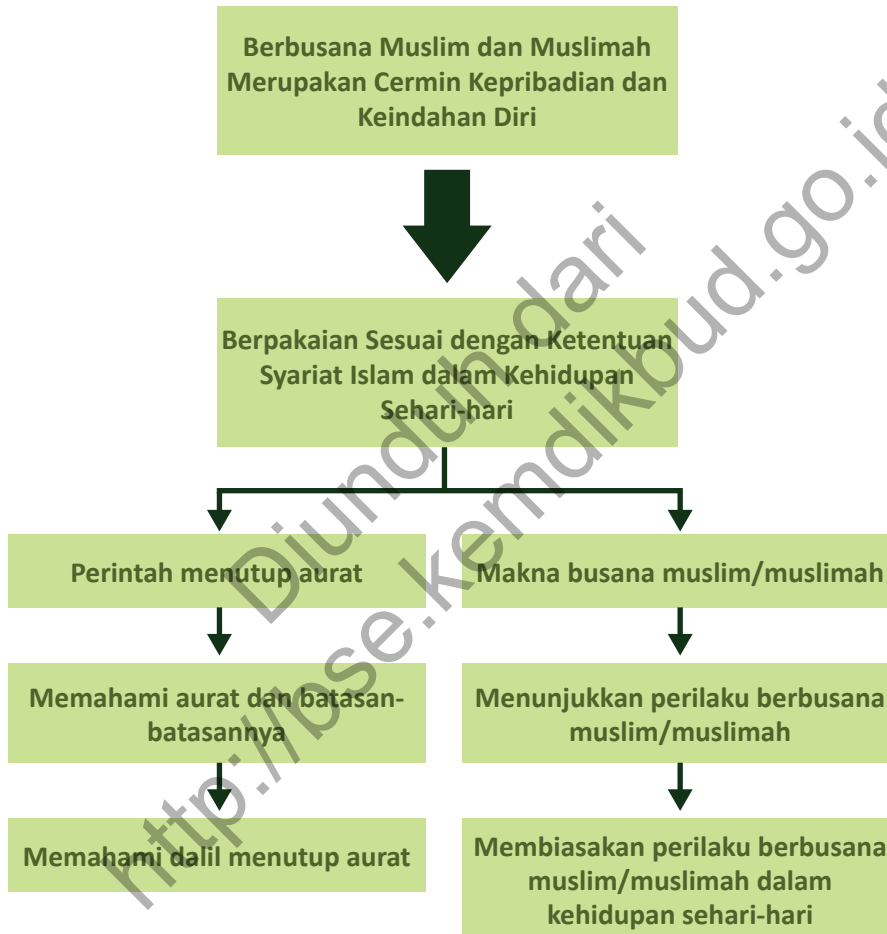 Berbusana Muslim dan Muslimah
Merupakan Cermin Kepribadian dan
Keindahan Diri
Berpakaian Sesuai dengan Ketentuan
Syariat Islam dalam Kehidupan
Sehari-hari
Perintah menutup aurat
Memahami aurat dan batasan-
batasannya
Memahami dalil menutup aurat
Makna busana muslim/muslimah
Menunjukkan perilaku berbusana
muslim/muslimah
Membiasakan perilaku berbusana
muslim/muslimah dalam
kehidupan sehari-hari
Djunduh dari
http://bse.kemdikbud.go.id